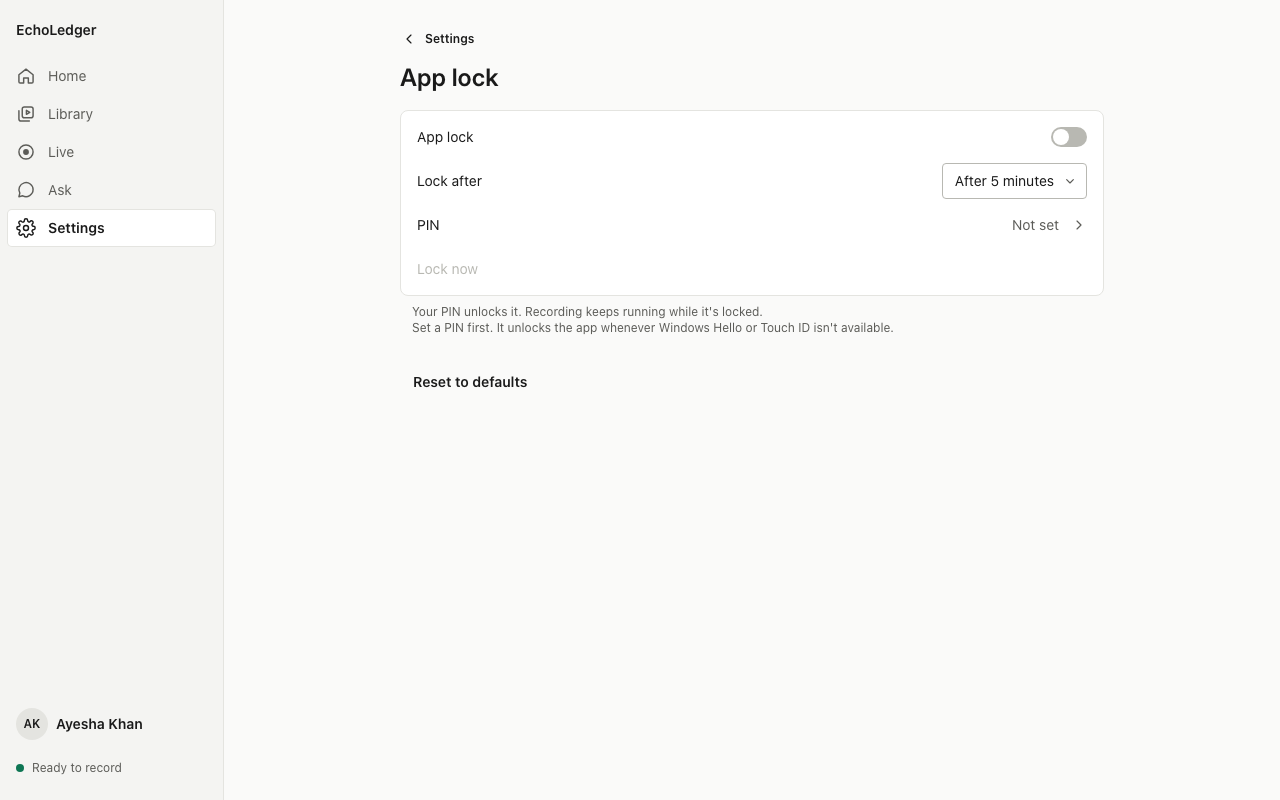 EchoLedger
Home
Library
Live
Ask
Settings
AK
Ayesha Khan
Ready to record
Settings
App lock
App lock
Lock after
After 5 minutes
PIN
Not set
Lock now
Your PIN unlocks it. Recording keeps running while it's locked.
Set a PIN first. It unlocks the app whenever Windows Hello or Touch ID isn't available.
Reset to defaults